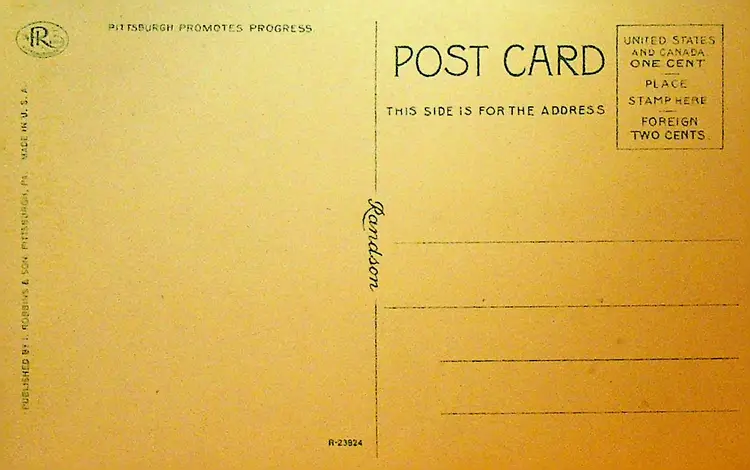 R
PITTSBURGH PROMOTES PROGRESS
POST CARD
THIS SIDE IS FOR THE ADDRESS
UNITED STATES
AND CANADA
ONE CENT
PLACE
STAMP HERE
FOREIGN
TWO CENTS
PUBLISHED BY I. ROBBINS & SON, PITTSBURGH, PA. MADE IN U. S. A.
Randson
R-23924